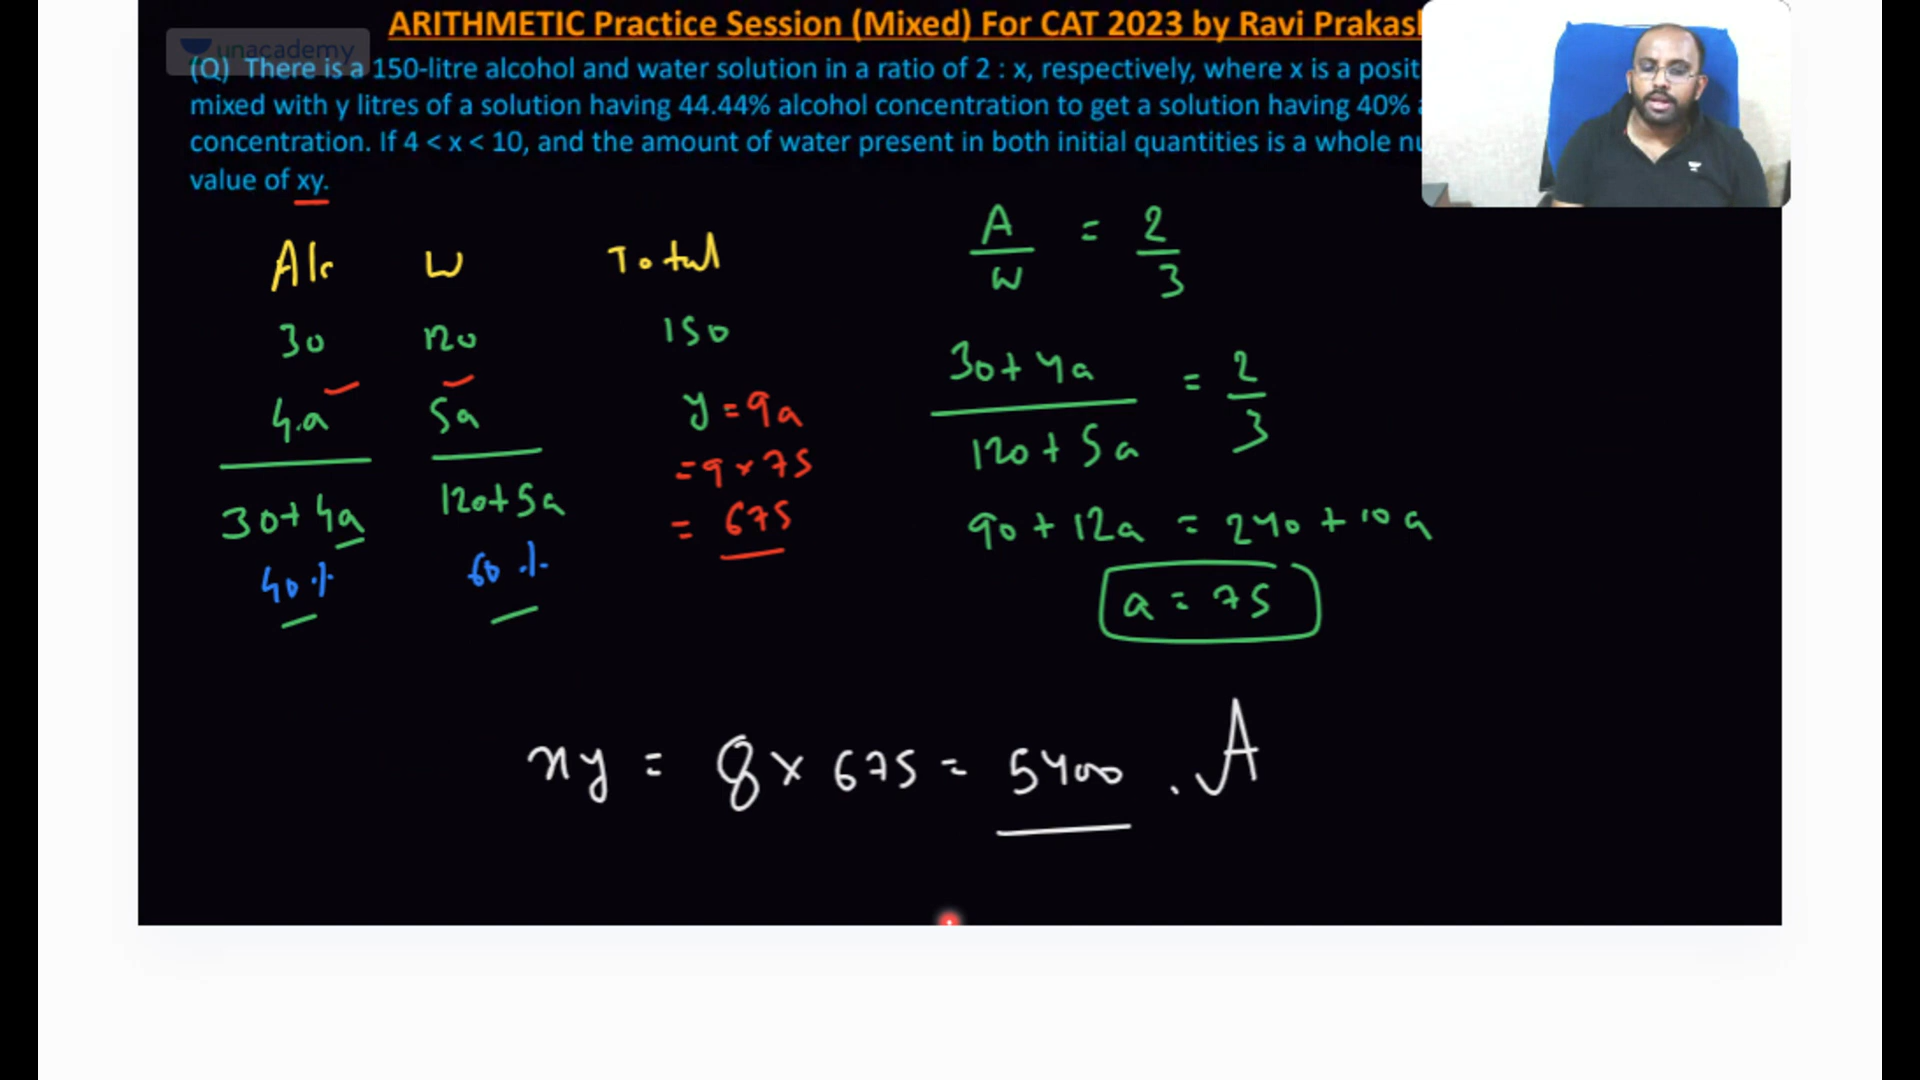 ARITHMETIC Practice Session (Mixed) For CAT 2023 by Ravi Prakash
unacademy
(Q) There is a 150-litre alcohol and water solution in a ratio of 2 : x, respectively, where x is a posit
mixed with y litres of a solution having 44.44% alcohol concentration to get a solution having 40%
concentration. If 4 < x < 10, and the amount of water present in both initial quantities is a whole nu
value of xy.
Alc W Total
A/W = 2/3
30 120 150
30+4a/120+5a = 2/3
4a 5a y = 9a
= 9 × 75
30+4a 120+5a = 675
90 + 12a = 240 + 10a
40 % 60 %
a = 75
xy = 8 × 675 = 5400 . A